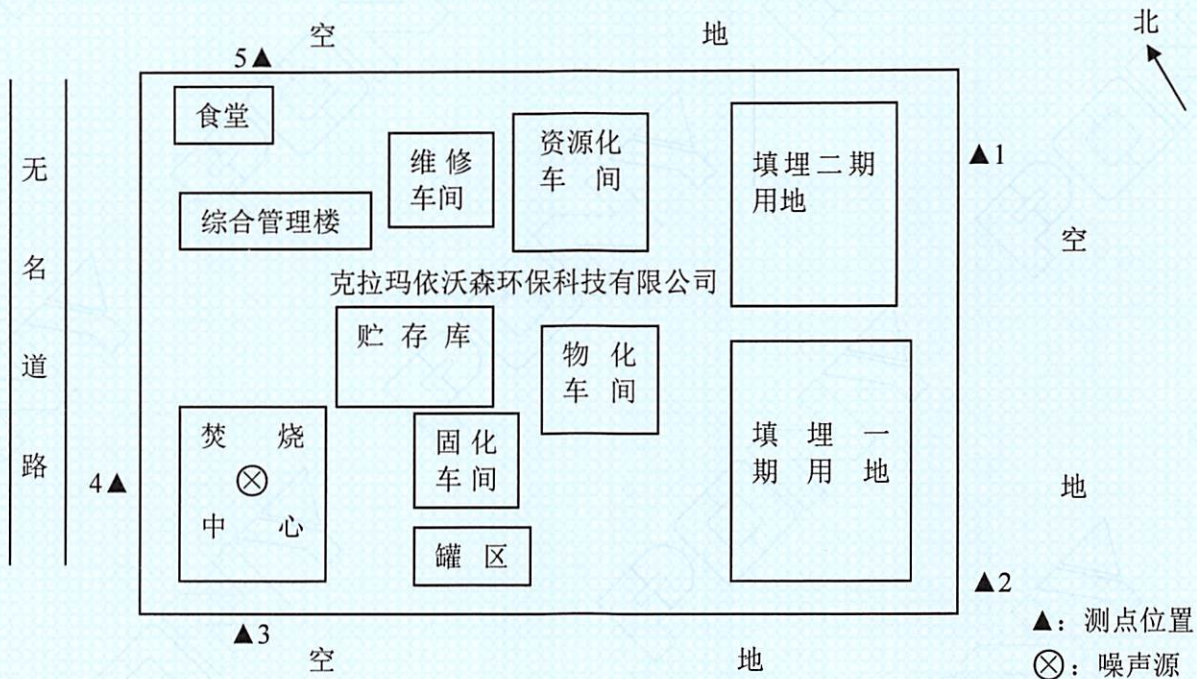 空 地
北
5▲
食堂
维修
车间
资源化
车间
填埋二期
用地
▲1
无名道路
综合管理楼
空地
克拉玛依沃森环保科技有限公司
贮存库
物化
车间
焚烧
中心
固化
车间
填埋一
期用地
4▲
罐区
▲2
▲3
空 地
▲：测点位置
⊗：噪声源